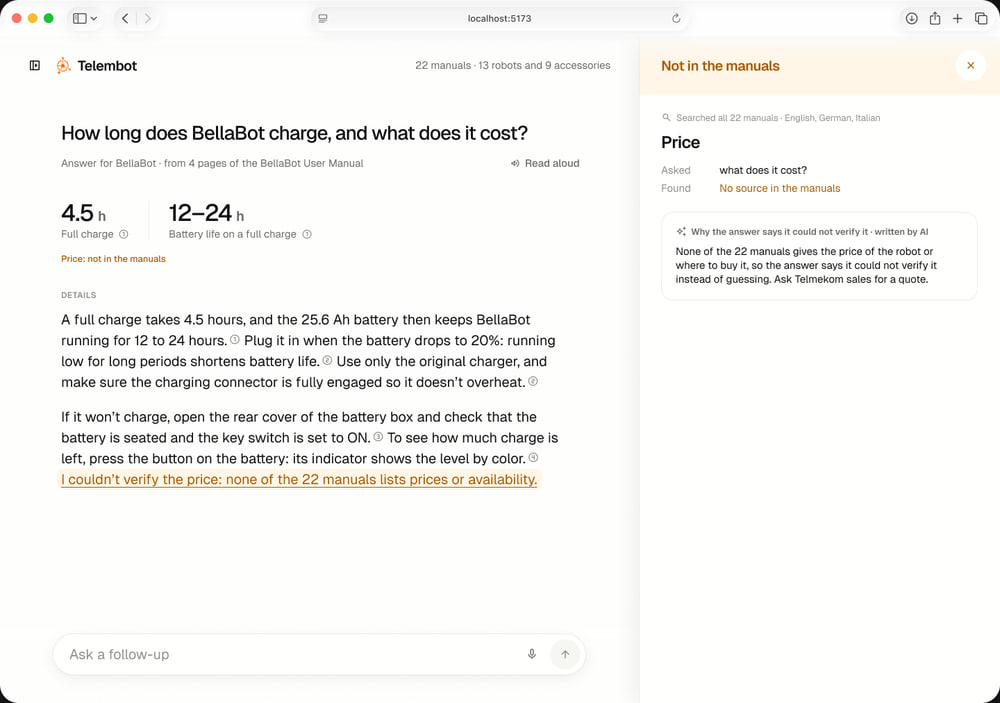 localhost:5173
Telembot
22 manuals · 13 robots and 9 accessories
How long does BellaBot charge, and what does it cost?
Answer for BellaBot · from 4 pages of the BellaBot User Manual
Read aloud
4.5 h
Full charge 1
12–24 h
Battery life on a full charge 1
Price: not in the manuals
DETAILS
A full charge takes 4.5 hours, and the 25.6 Ah battery then keeps BellaBot
running for 12 to 24 hours. 1 Plug it in when the battery drops to 20%: running
low for long periods shortens battery life. 2 Use only the original charger, and
make sure the charging connector is fully engaged so it doesn’t overheat. 2
If it won’t charge, open the rear cover of the battery box and check that the
battery is seated and the key switch is set to ON. 3 To see how much charge is
left, press the button on the battery: its indicator shows the level by color. 4
I couldn’t verify the price: none of the 22 manuals lists prices or availability.
Ask a follow-up
Not in the manuals
Searched all 22 manuals · English, German, Italian
Price
Asked what does it cost?
Found No source in the manuals
Why the answer says it could not verify it · written by AI
None of the 22 manuals gives the price of the robot or
where to buy it, so the answer says it could not verify it
instead of guessing. Ask Telmekom sales for a quote.